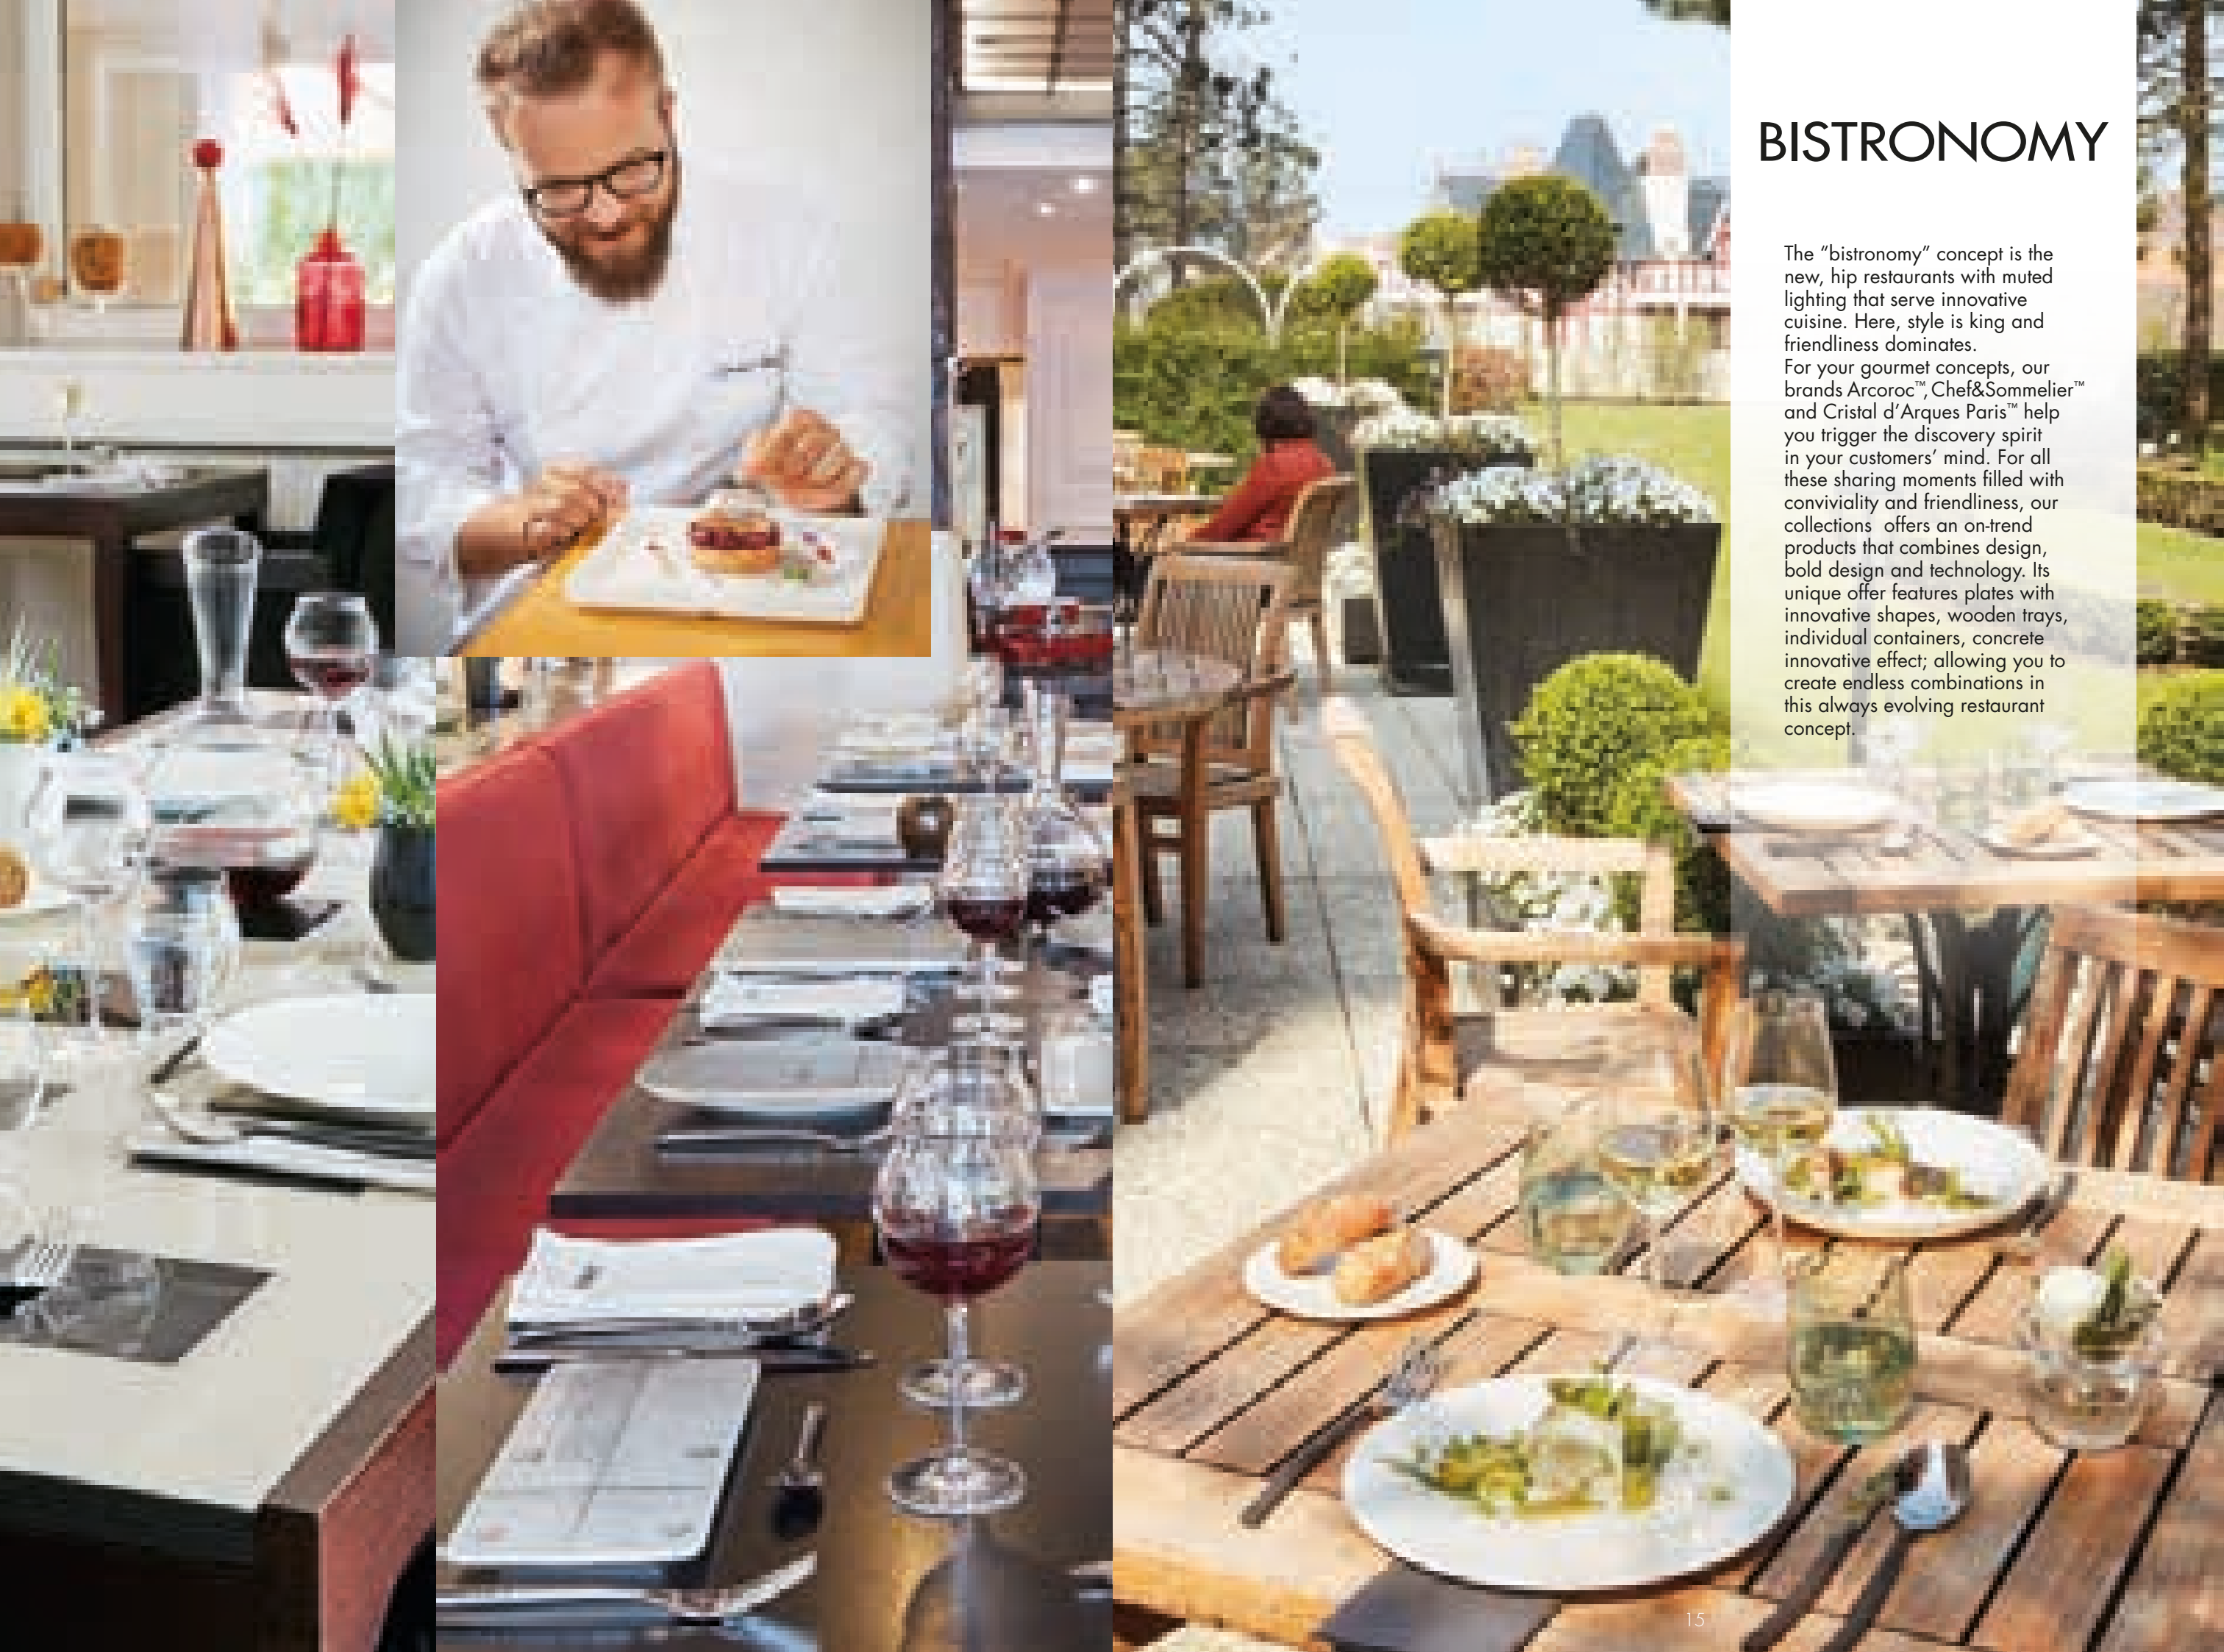 BISTRONOMY
The “bistronomy” concept is the
new, hip restaurants with muted
lighting that serve innovative
cuisine. Here, style is king and
friendliness dominates.
For your gourmet concepts, our
brands Arcoroc™, Chef&Sommelier™
and Cristal d’Arques Paris™ help
you trigger the discovery spirit
in your customers’ mind. For all
these sharing moments filled with
conviviality and friendliness, our
collections  offers an on-trend
products that combines design,
bold design and technology. Its
unique offer features plates with
innovative shapes, wooden trays,
individual containers, concrete
innovative effect; allowing you to
create endless combinations in
this always evolving restaurant
concept.
15